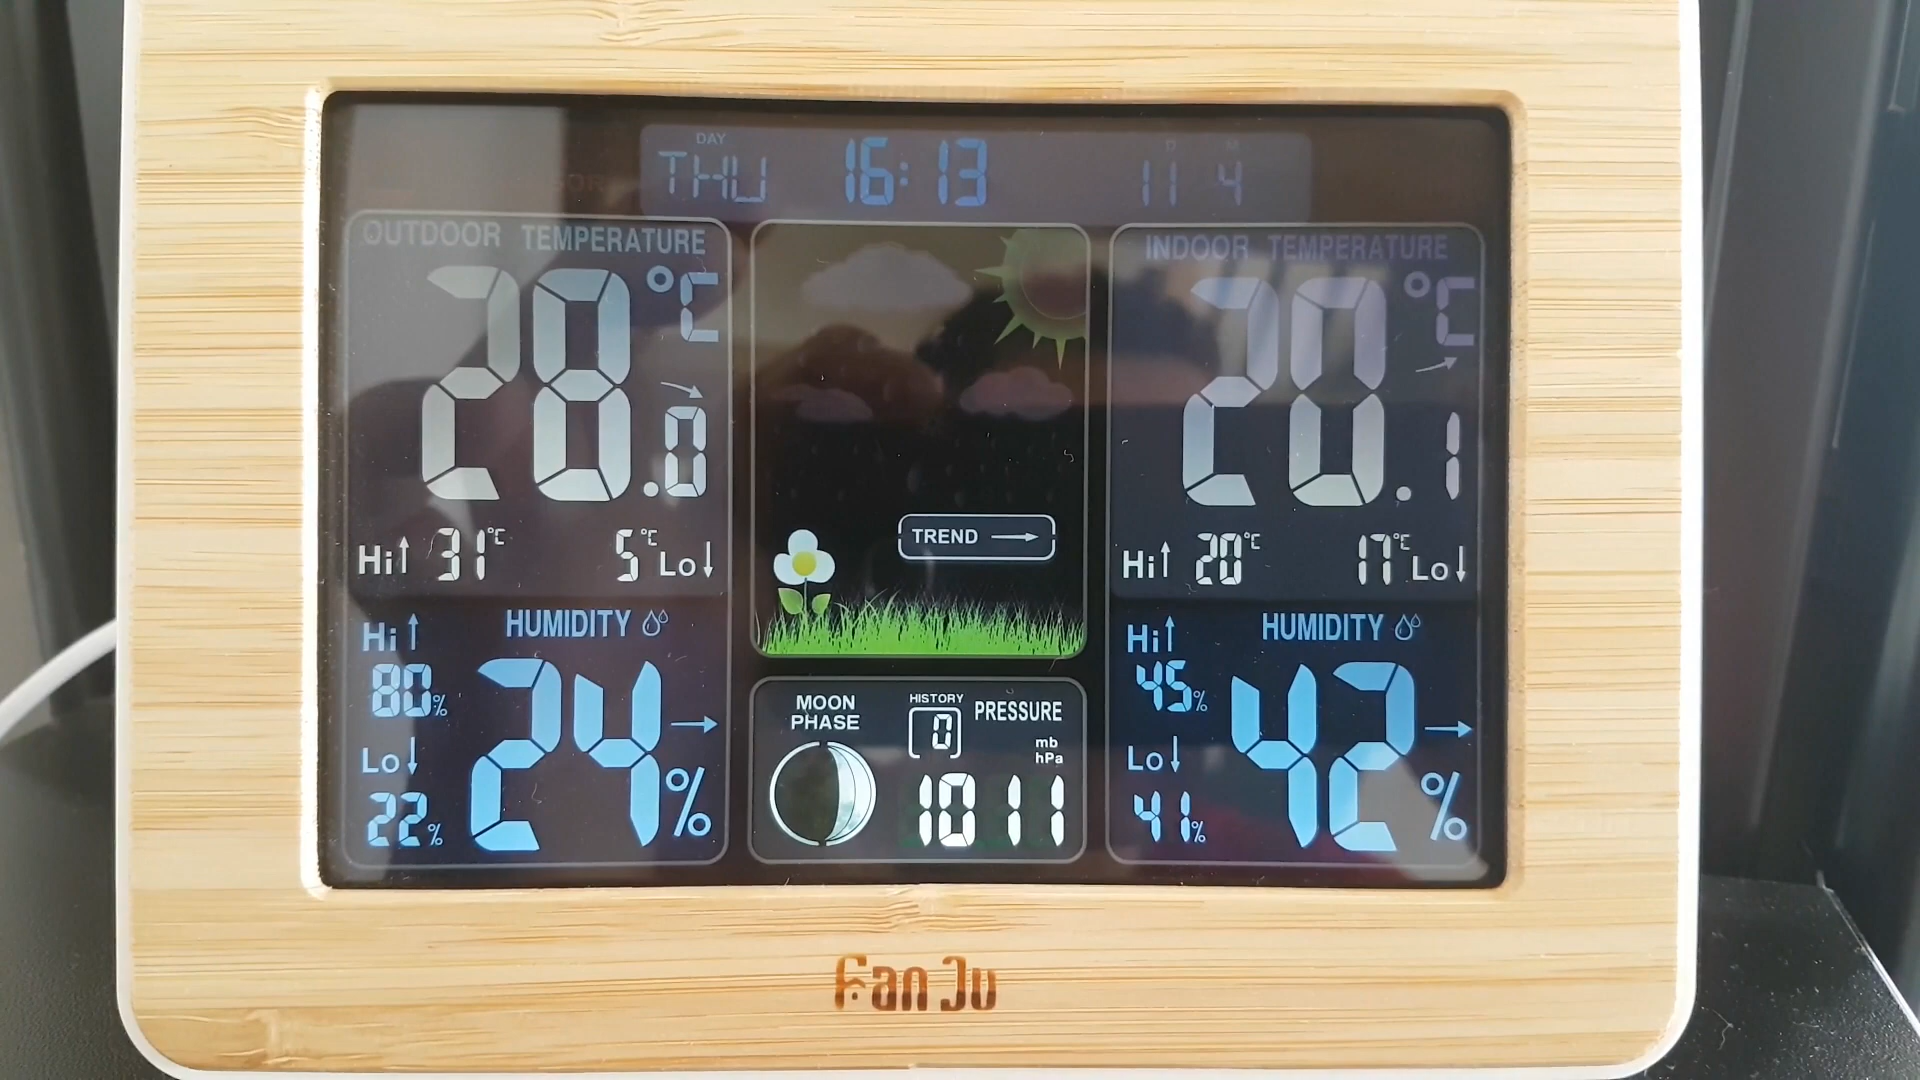 DAY D M
THU 16:13 11 4
OUTDOOR TEMPERATURE
28.0 °C
Hi↑ 31°C 5°C Lo↓
HUMIDITY
Hi↑
80%
24%
Lo↓
22%
TREND →
MOON
PHASE
HISTORY
0
PRESSURE
mb
hPa
1011
INDOOR TEMPERATURE
20.1 °C
Hi↑ 20°C 17°C Lo↓
HUMIDITY
Hi↑
45%
42%
Lo↓
41%
FanJu